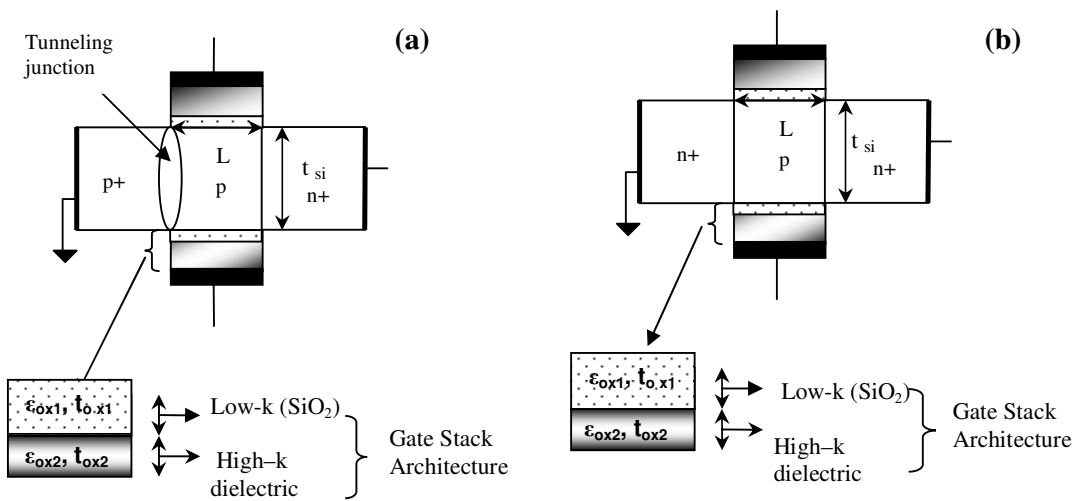 (a)
Tunneling
junction
L
p
p+
t si
n+
εox1, to.x1
εox2, tox2
Low-k (SiO2)
High–k
dielectric
Gate Stack
Architecture
(b)
L
p
n+
t si
n+
εox1, to.x1
εox2, tox2
Low-k (SiO2)
High-k
dielectric
Gate Stack
Architecture